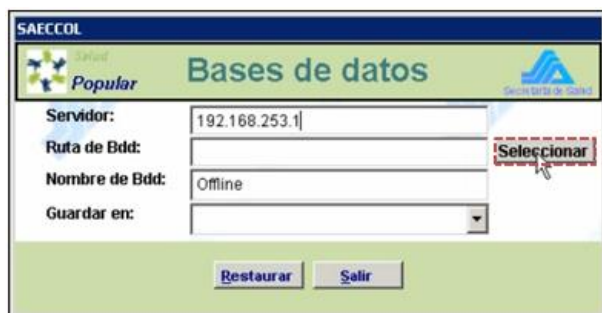 SAECCOL
Salud
Popular
Bases de datos
Secretaría de Salud
Servidor:
192.168.253.1
Ruta de Bdd:
Seleccionar
Nombre de Bdd:
Offline
Guardar en:
Restaurar
Salir